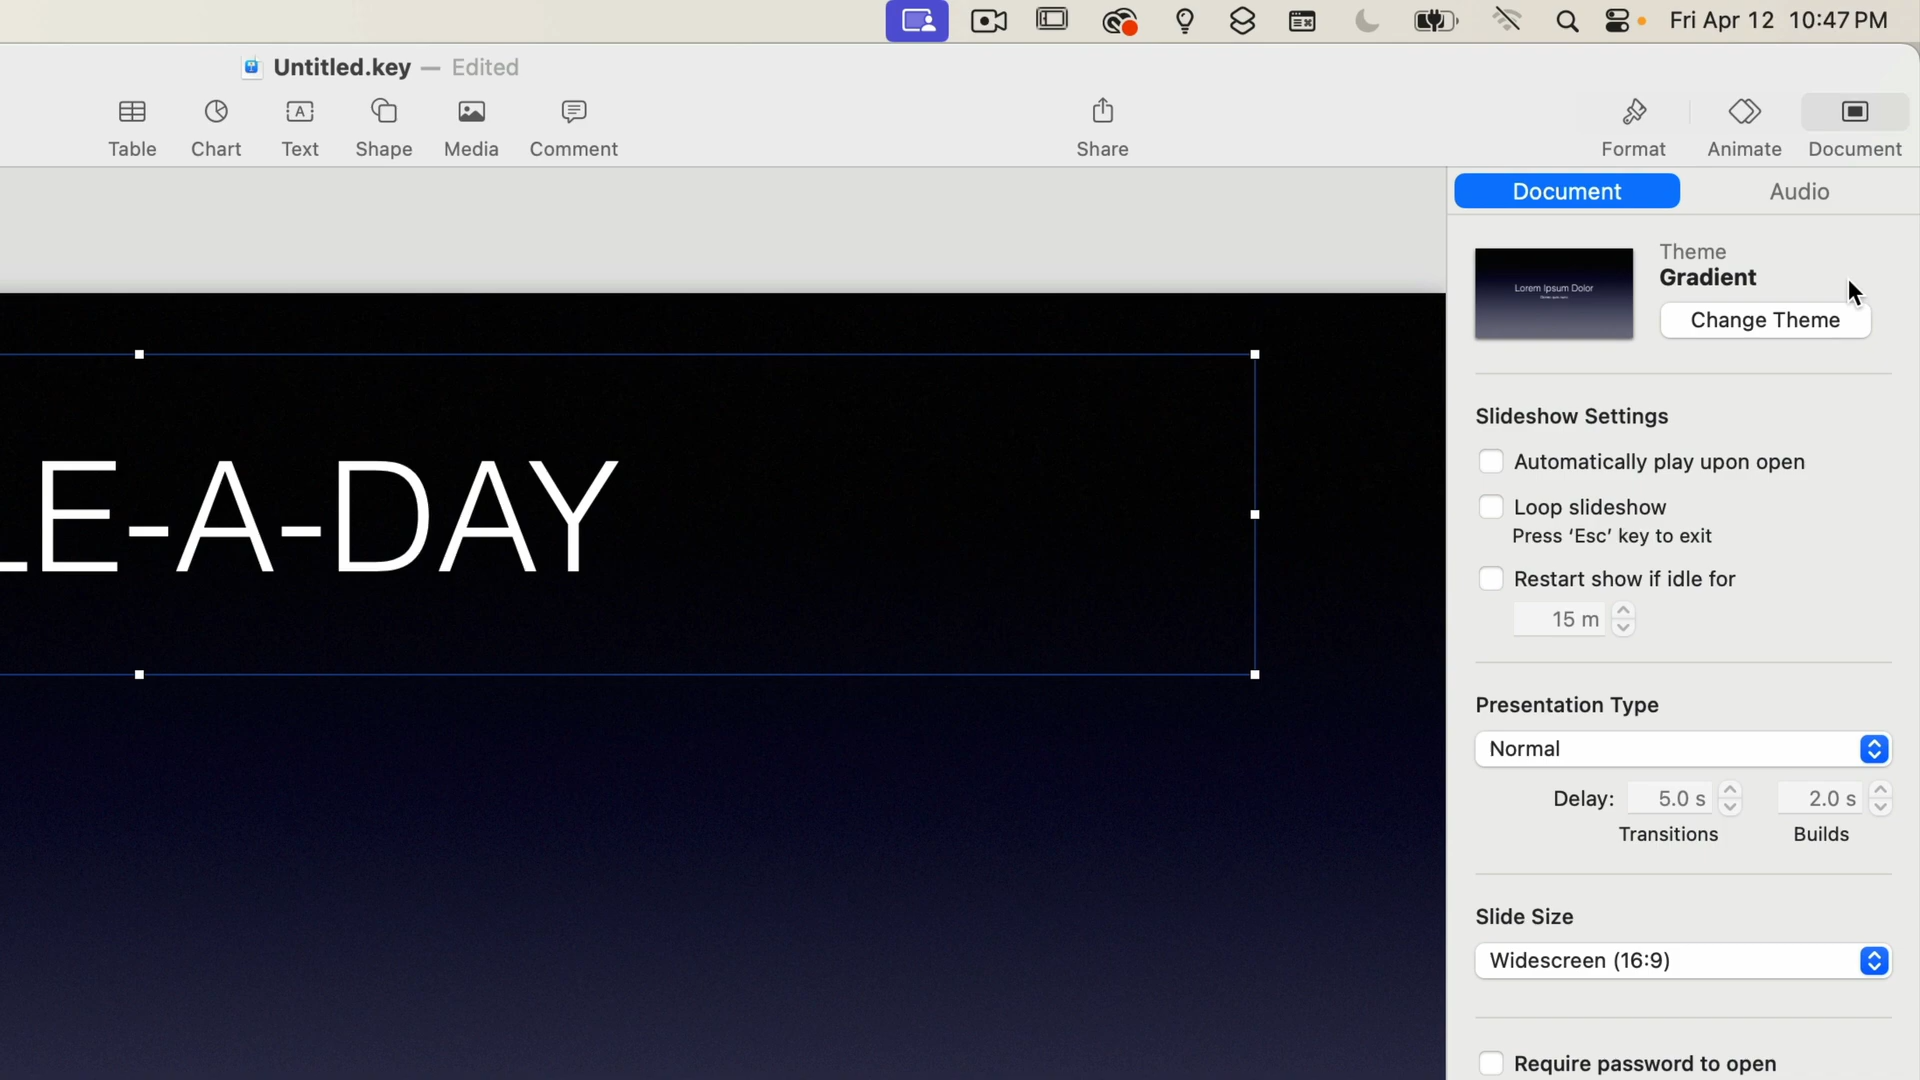 Fri Apr 12 10:47 PM
Untitled.key — Edited
Table Chart Text Shape Media Comment Share Format Animate Document
Document Audio
Theme
Gradient
Lorem Ipsum Dolor
Change Theme
Slideshow Settings
Automatically play upon open
Loop slideshow
Press ‘Esc’ key to exit
E-A-DAY
Restart show if idle for
15 m
Presentation Type
Normal
Delay: 5.0 s 2.0 s
Transitions Builds
Slide Size
Widescreen (16:9)
Require password to open